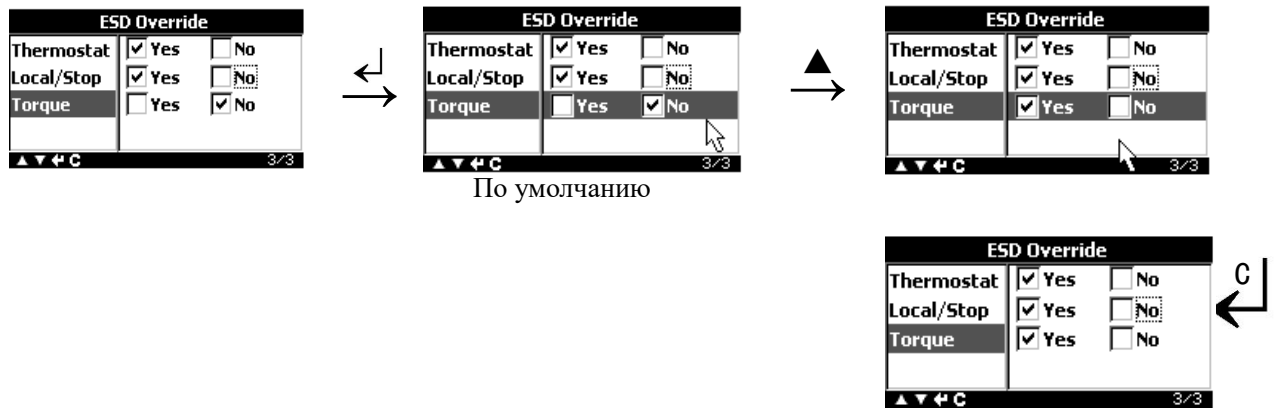 ESD Override
Thermostat ✓ Yes No
Local/Stop ✓ Yes No
Torque Yes ✓ No
▲ ▼ ↵ C 3/3
↵
ESD Override
Thermostat ✓ Yes No
Local/Stop ✓ Yes No
Torque Yes ✓ No
▲ ▼ ↵ C 3/3
По умолчанию
▲
ESD Override
Thermostat ✓ Yes No
Local/Stop ✓ Yes No
Torque ✓ Yes No
▲ ▼ ↵ C 3/3
C
ESD Override
Thermostat ✓ Yes No
Local/Stop ✓ Yes No
Torque ✓ Yes No
▲ ▼ ↵ C 3/3